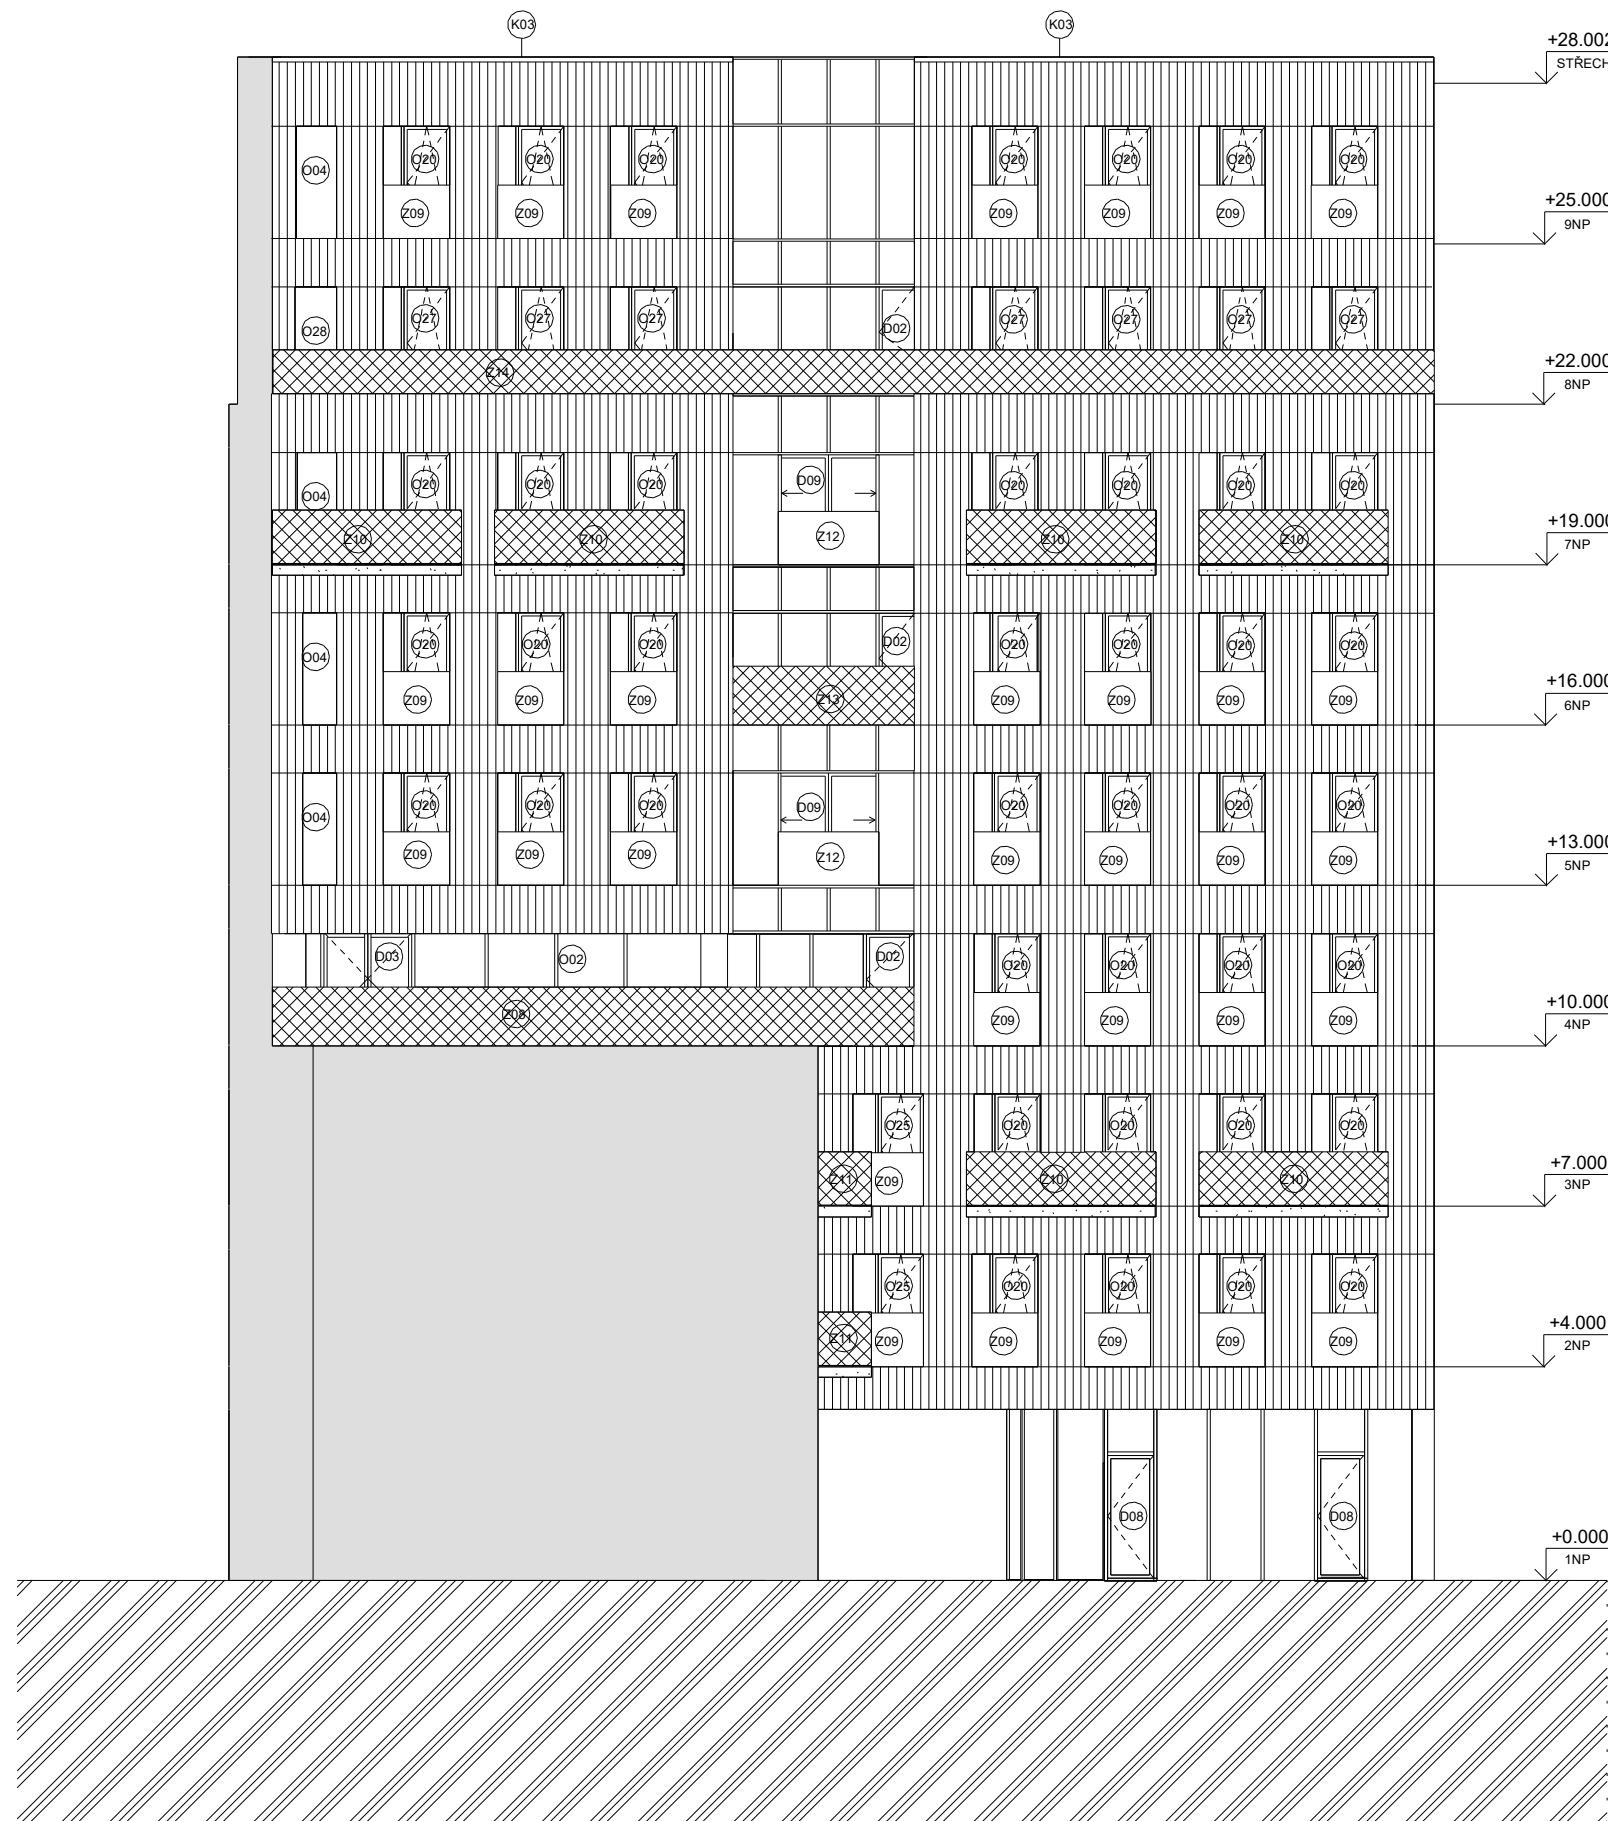 K03 K03
+28.002
STŘECH
O04 O20 O20 O20 O20 O20 O20 O20
+25.000
Z09 Z09 Z09 Z09 Z09 Z09 Z09
9NP
O28 O27 O27 O27 D02 O27 O27 O27 O27
+22.000
Z14
8NP
O04 O20 O20 O20 D09 O20 O20 O20 O20
+19.000
Z10 Z10 Z12 Z10 Z10
7NP
O04 O20 O20 O20 D02 O20 O20 O20 O20
+16.000
Z09 Z09 Z09 Z13 Z09 Z09 Z09 Z09
6NP
O04 O20 O20 O20 D09 O20 O20 O20 O20
+13.000
Z09 Z09 Z09 Z12 Z09 Z09 Z09 Z09
5NP
D03 O02 D02 O20 O20 O20 O20
+10.000
Z08 Z09 Z09 Z09 Z09
4NP
O25 O20 O20 O20 O20
+7.000
Z11 Z09 Z10 Z10
3NP
O25 O20 O20 O20 O20
+4.000
Z11 Z09 Z09 Z09 Z09 Z09
2NP
D08 D08
+0.000
1NP